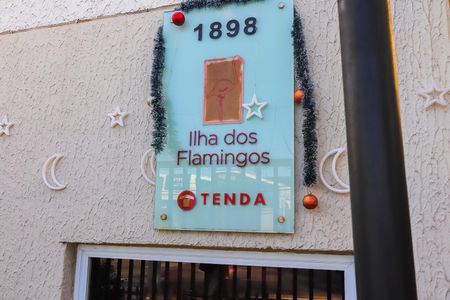 1898
Ilha dos
Flamingos
TENDA